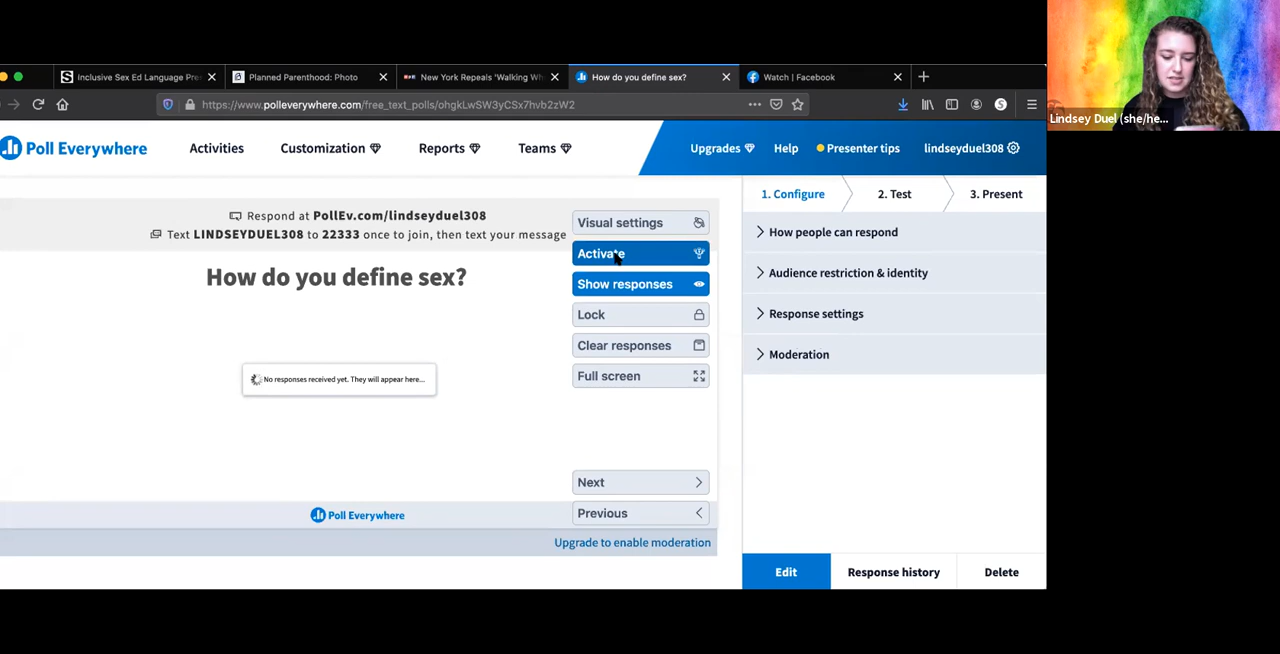 Inclusive Sex Ed Language Pre
Planned Parenthood: Photo
New York Repeals 'Walking Wh
How do you define sex?
Watch | Facebook
https://www.polleverywhere.com/free_text_polls/ohgkLwSW3yCSx7hvb2zW2
Lindsey Duel (she/he...
Poll Everywhere
Activities
Customization
Reports
Teams
Upgrades
Help
Presenter tips
lindseyduel308
Respond at PollEv.com/lindseyduel308
Text LINDSEYDUEL308 to 22333 once to join, then text your message
How do you define sex?
No responses received yet. They will appear here...
Visual settings
Activate
Show responses
Lock
Clear responses
Full screen
Next
Previous
Poll Everywhere
Upgrade to enable moderation
1. Configure
2. Test
3. Present
How people can respond
Audience restriction & identity
Response settings
Moderation
Edit
Response history
Delete